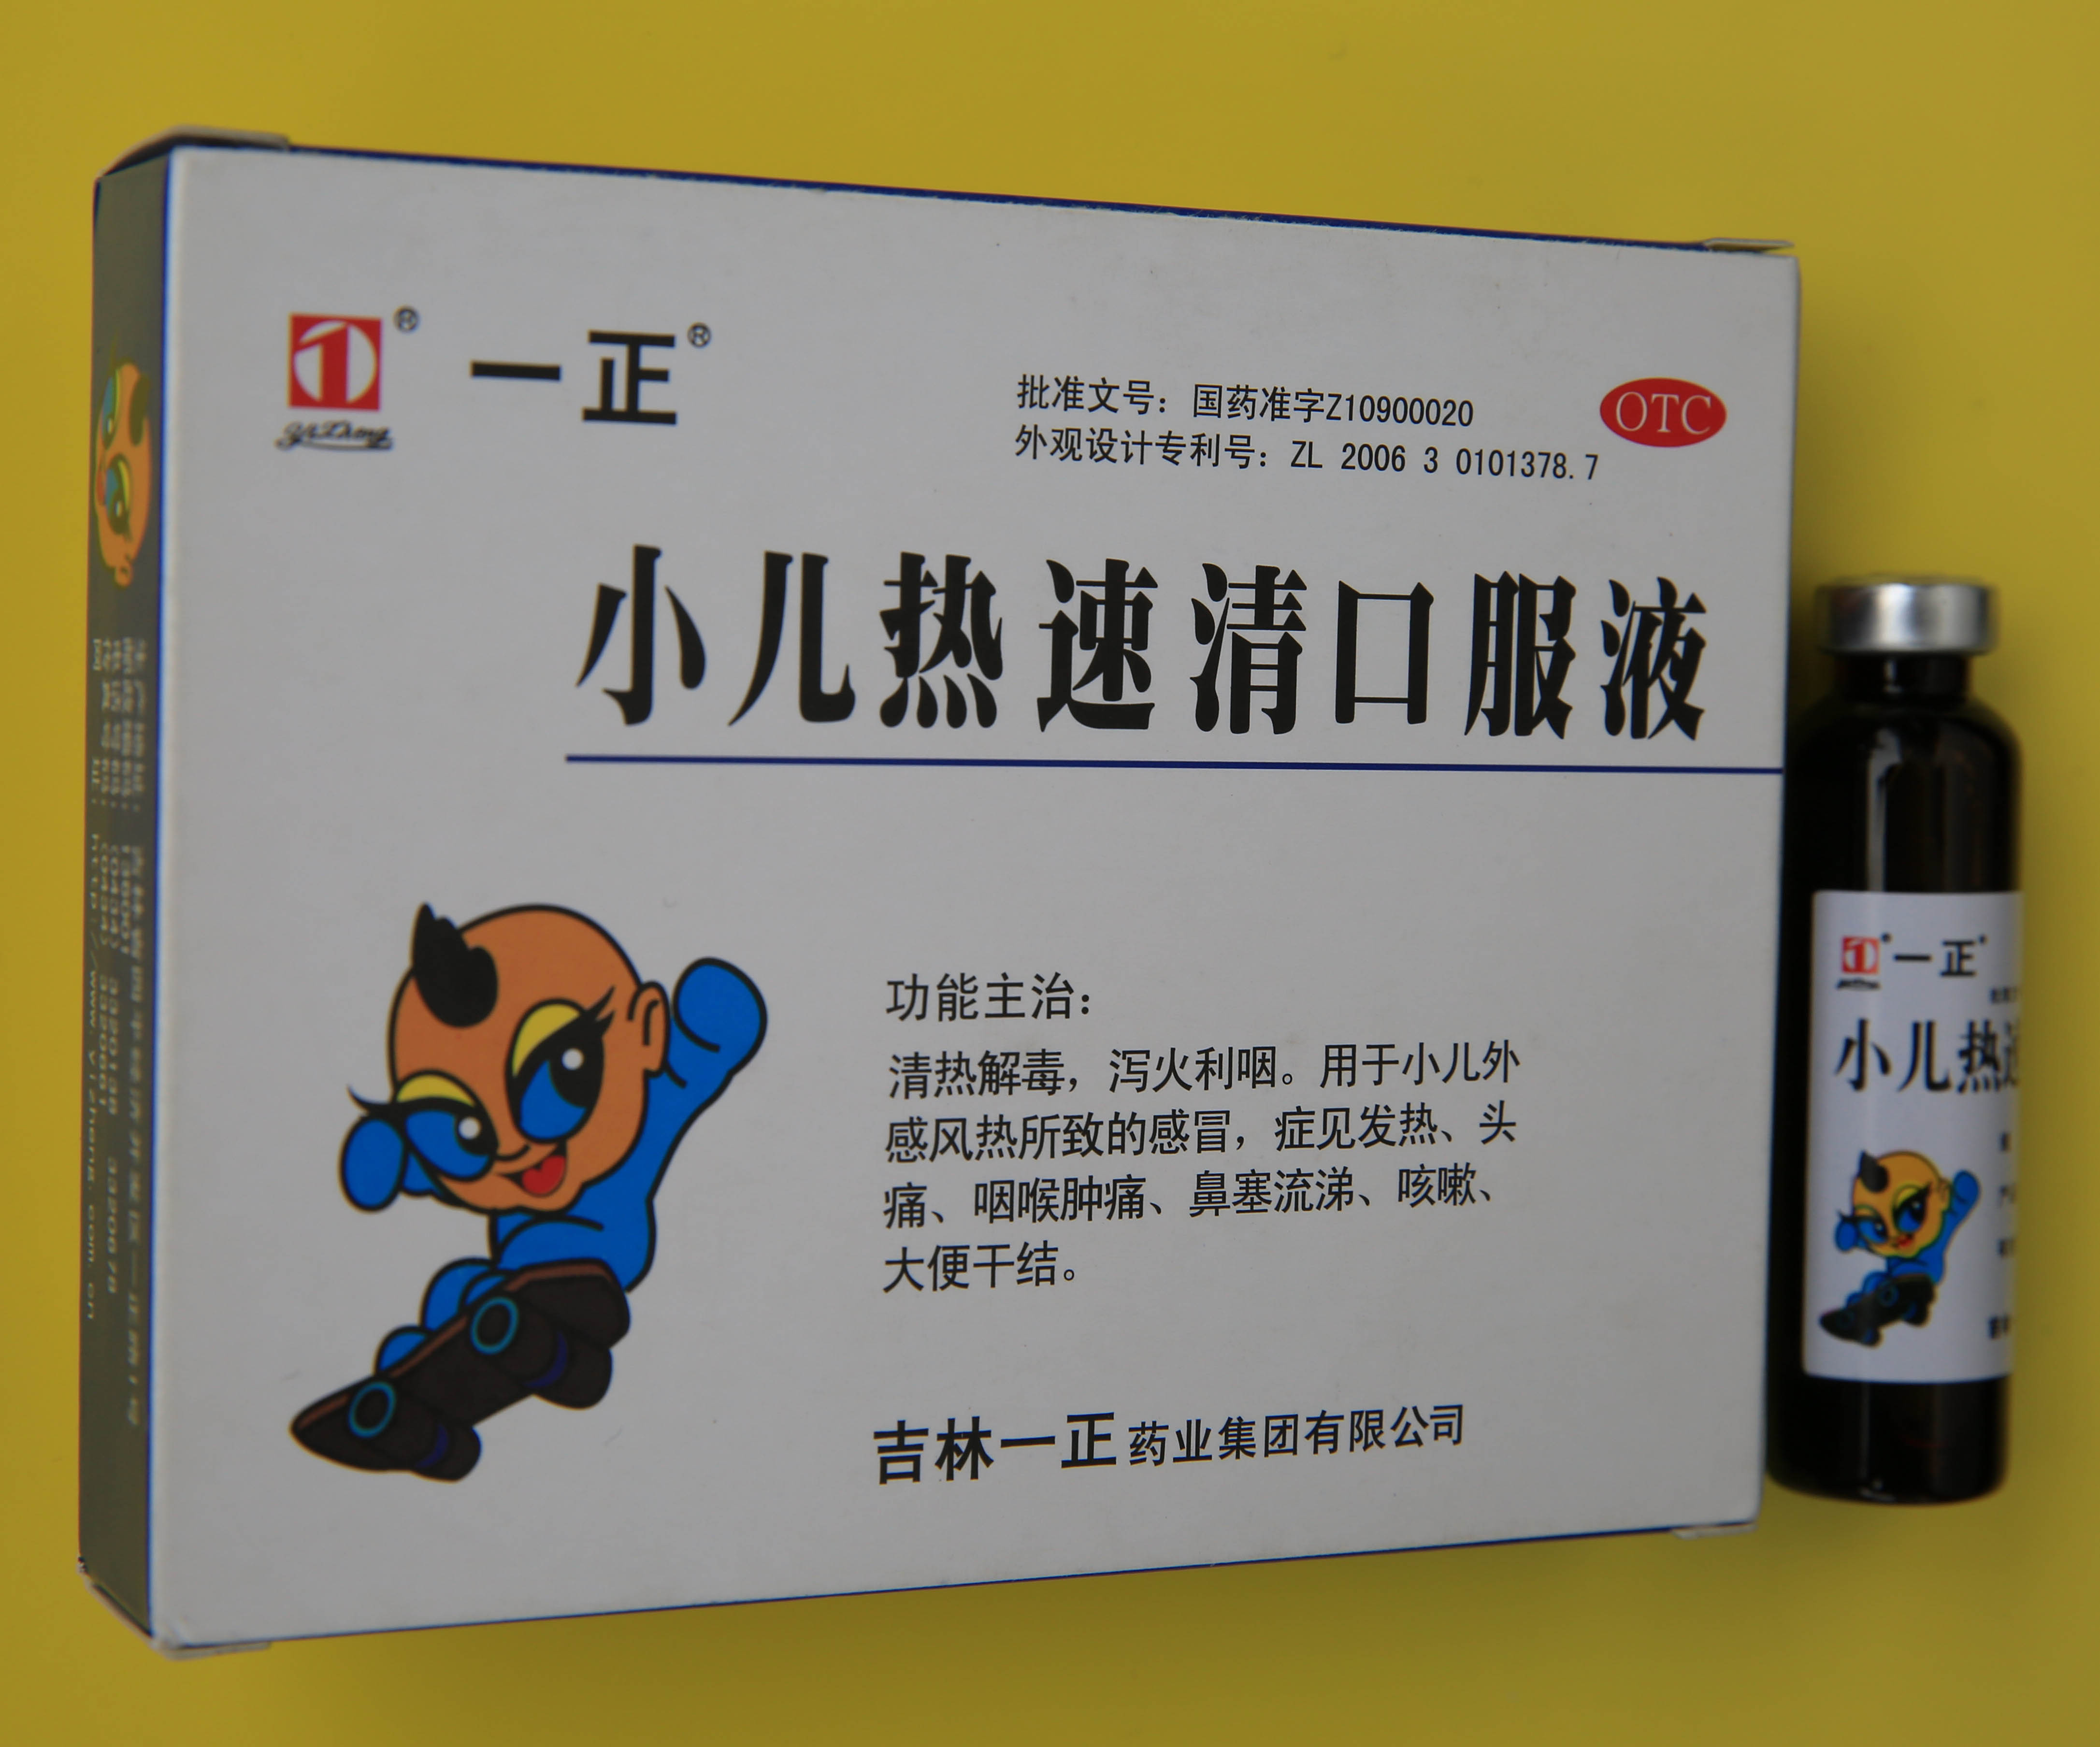 一正®
yiZheng
批准文号：国药准字Z10900020
外观设计专利号：ZL 2006 3 0101378.7
OTC
小儿热速清口服液
功能主治：
清热解毒，泻火利咽。用于小儿外
感风热所致的感冒，症见发热、头
痛、咽喉肿痛、鼻塞流涕、咳嗽、
大便干结。
吉林一正药业集团有限公司
一正
小儿热速